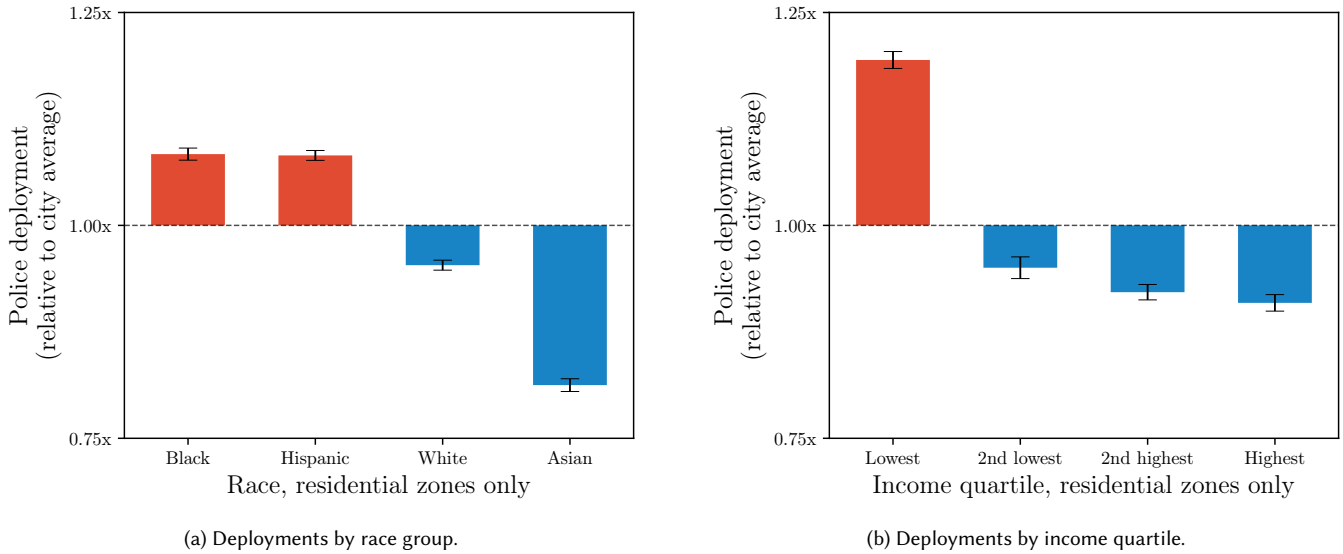 Police deployment
(relative to city average)
1.25x
1.00x
0.75x
Black Hispanic White Asian
Race, residential zones only
(a) Deployments by race group.
Police deployment
(relative to city average)
1.25x
1.00x
0.75x
Lowest 2nd lowest 2nd highest Highest
Income quartile, residential zones only
(b) Deployments by income quartile.